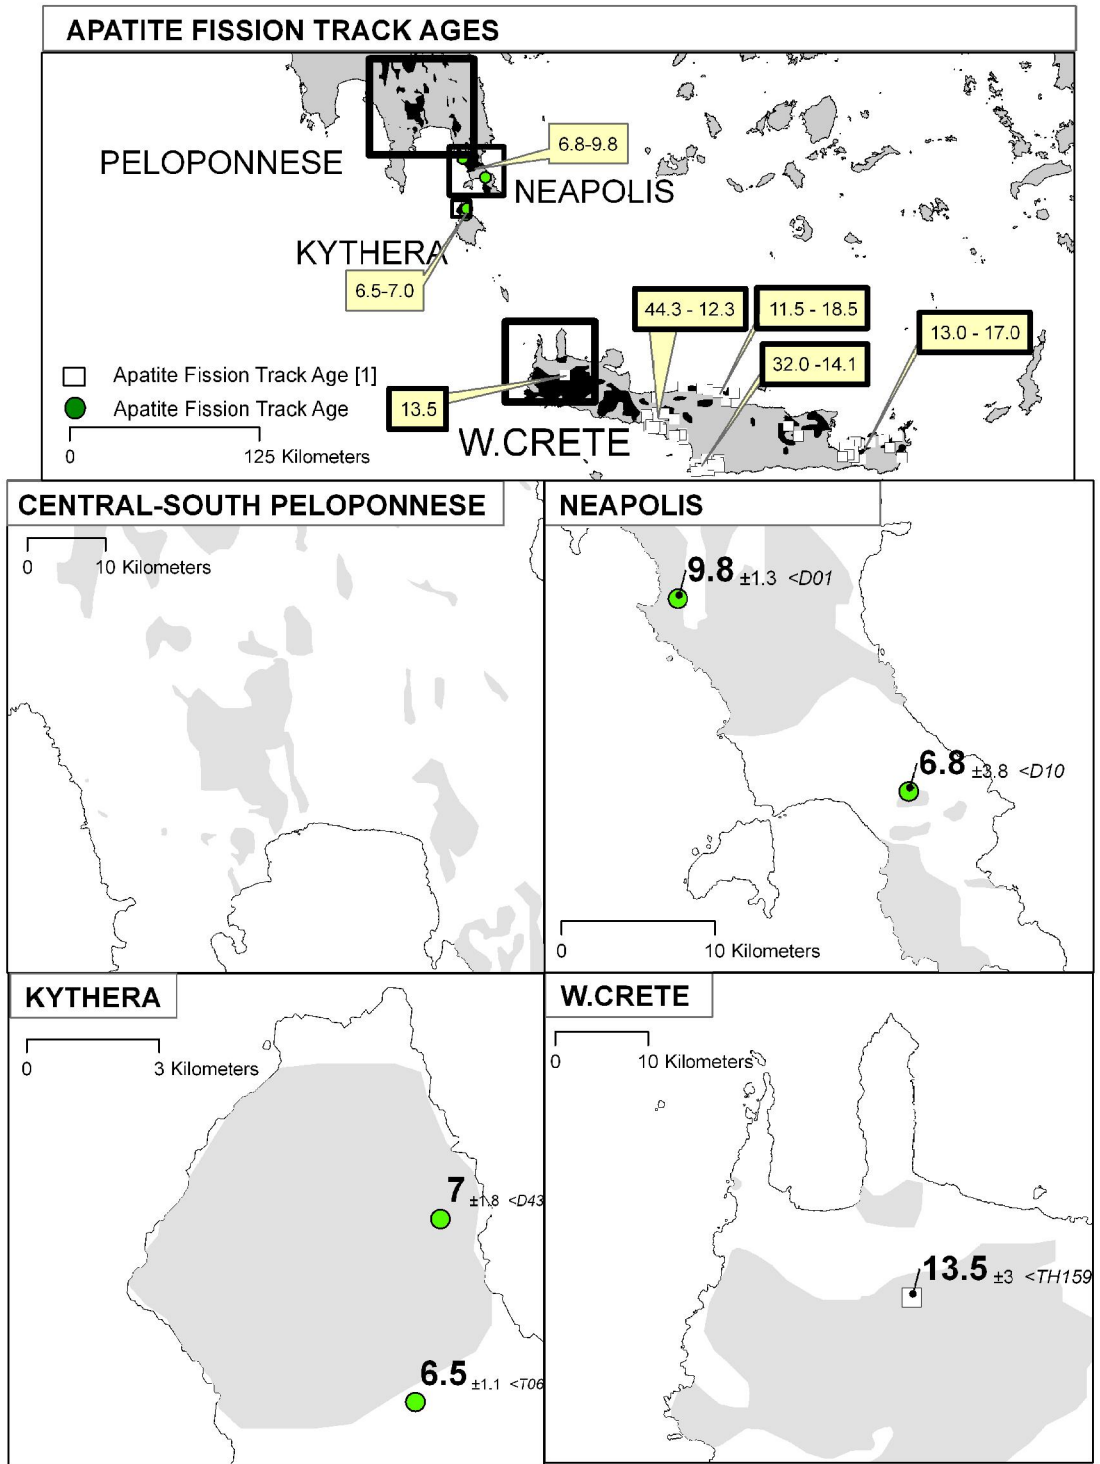 APATITE FISSION TRACK AGES
PELOPONNESE
6.8-9.8
NEAPOLIS
KYTHERA
6.5-7.0
44.3 - 12.3
11.5 - 18.5
13.0 - 17.0
32.0 -14.1
13.5
W.CRETE
Apatite Fission Track Age [1]
Apatite Fission Track Age
0 125 Kilometers
CENTRAL-SOUTH PELOPONNESE
0 10 Kilometers
NEAPOLIS
9.8 ±1.3 <D01
6.8 ±3.8 <D10
0 10 Kilometers
KYTHERA
0 3 Kilometers
7 ±1.8 <D43
6.5 ±1.1 <T06
W.CRETE
0 10 Kilometers
13.5 ±3 <TH159